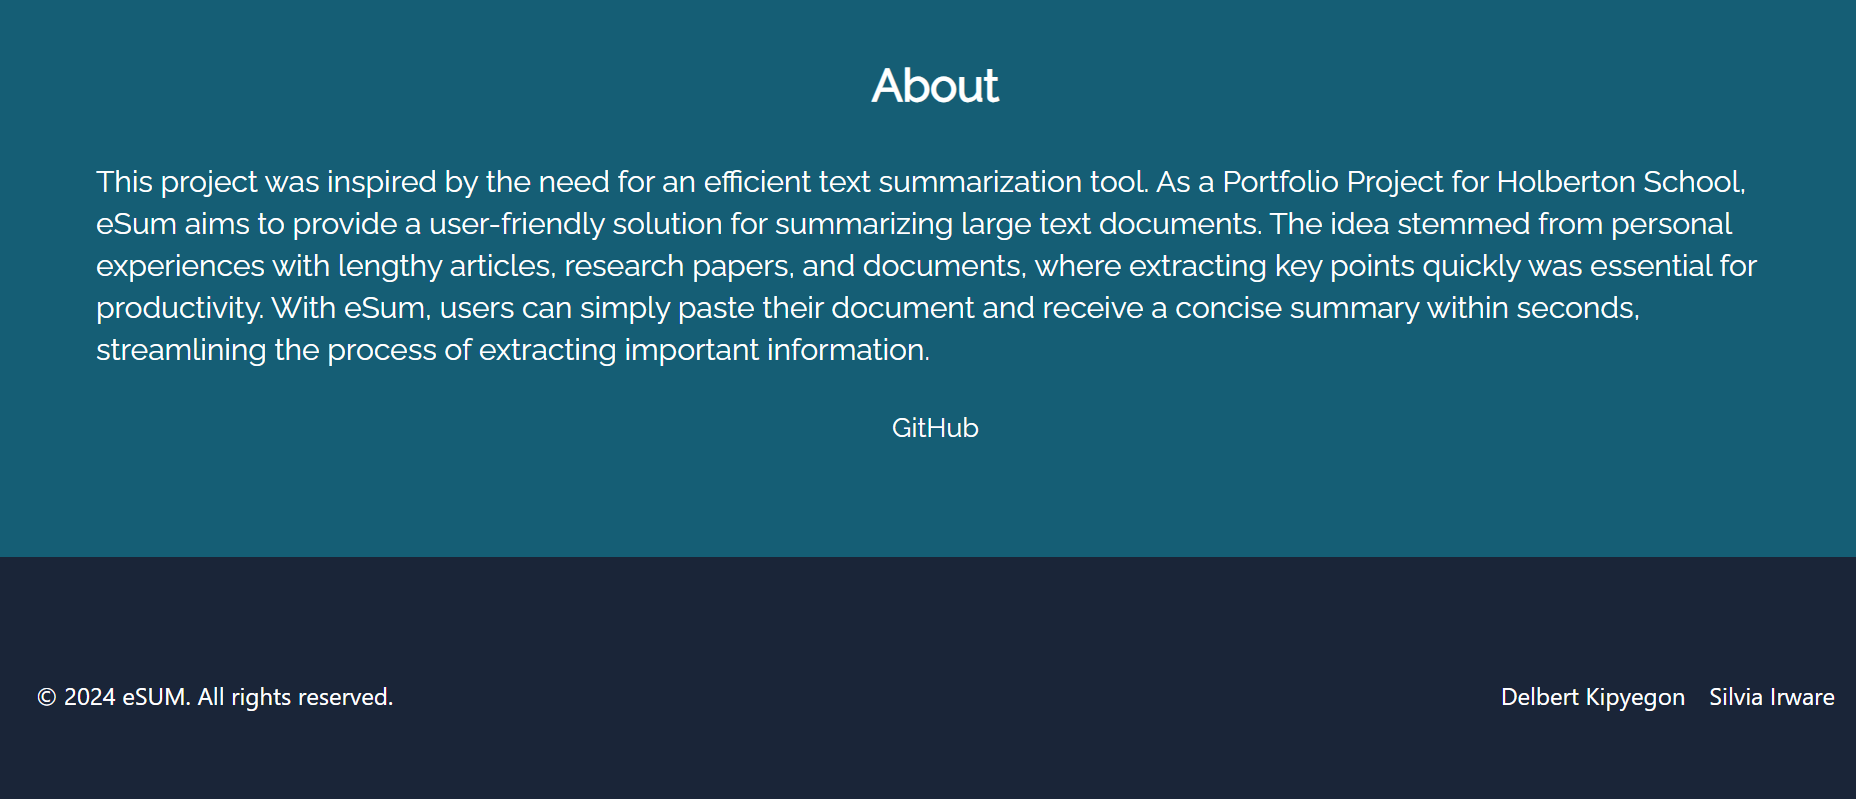 About
This project was inspired by the need for an efficient text summarization tool. As a Portfolio Project for Holberton School,
eSum aims to provide a user-friendly solution for summarizing large text documents. The idea stemmed from personal
experiences with lengthy articles, research papers, and documents, where extracting key points quickly was essential for
productivity. With eSum, users can simply paste their document and receive a concise summary within seconds,
streamlining the process of extracting important information.
GitHub
© 2024 eSUM. All rights reserved.
Delbert Kipyegon Silvia Irware